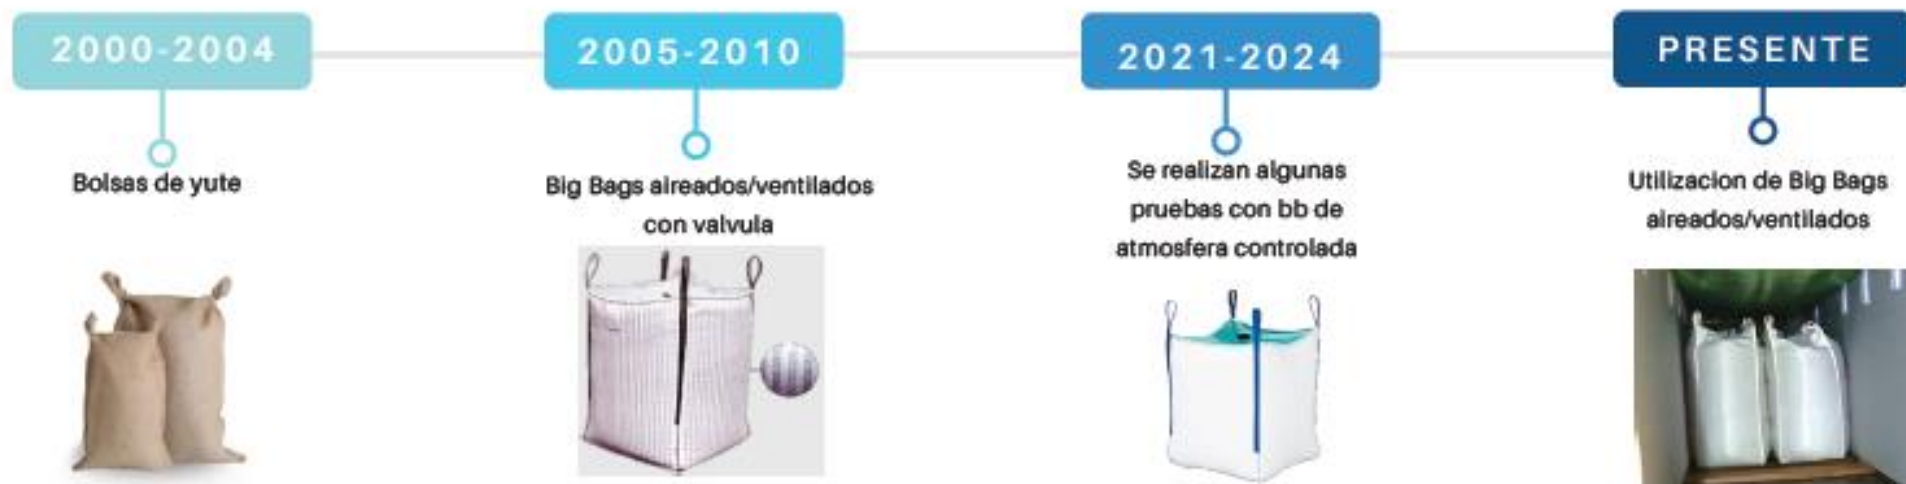 2000-2004
Bolsas de yute
2005-2010
Big Bags aireados/ventilados
con valvula
2021-2024
Se realizan algunas
pruebas con bb de
atmosfera controlada
PRESENTE
Utilizacion de Big Bags
aireados/ventilados